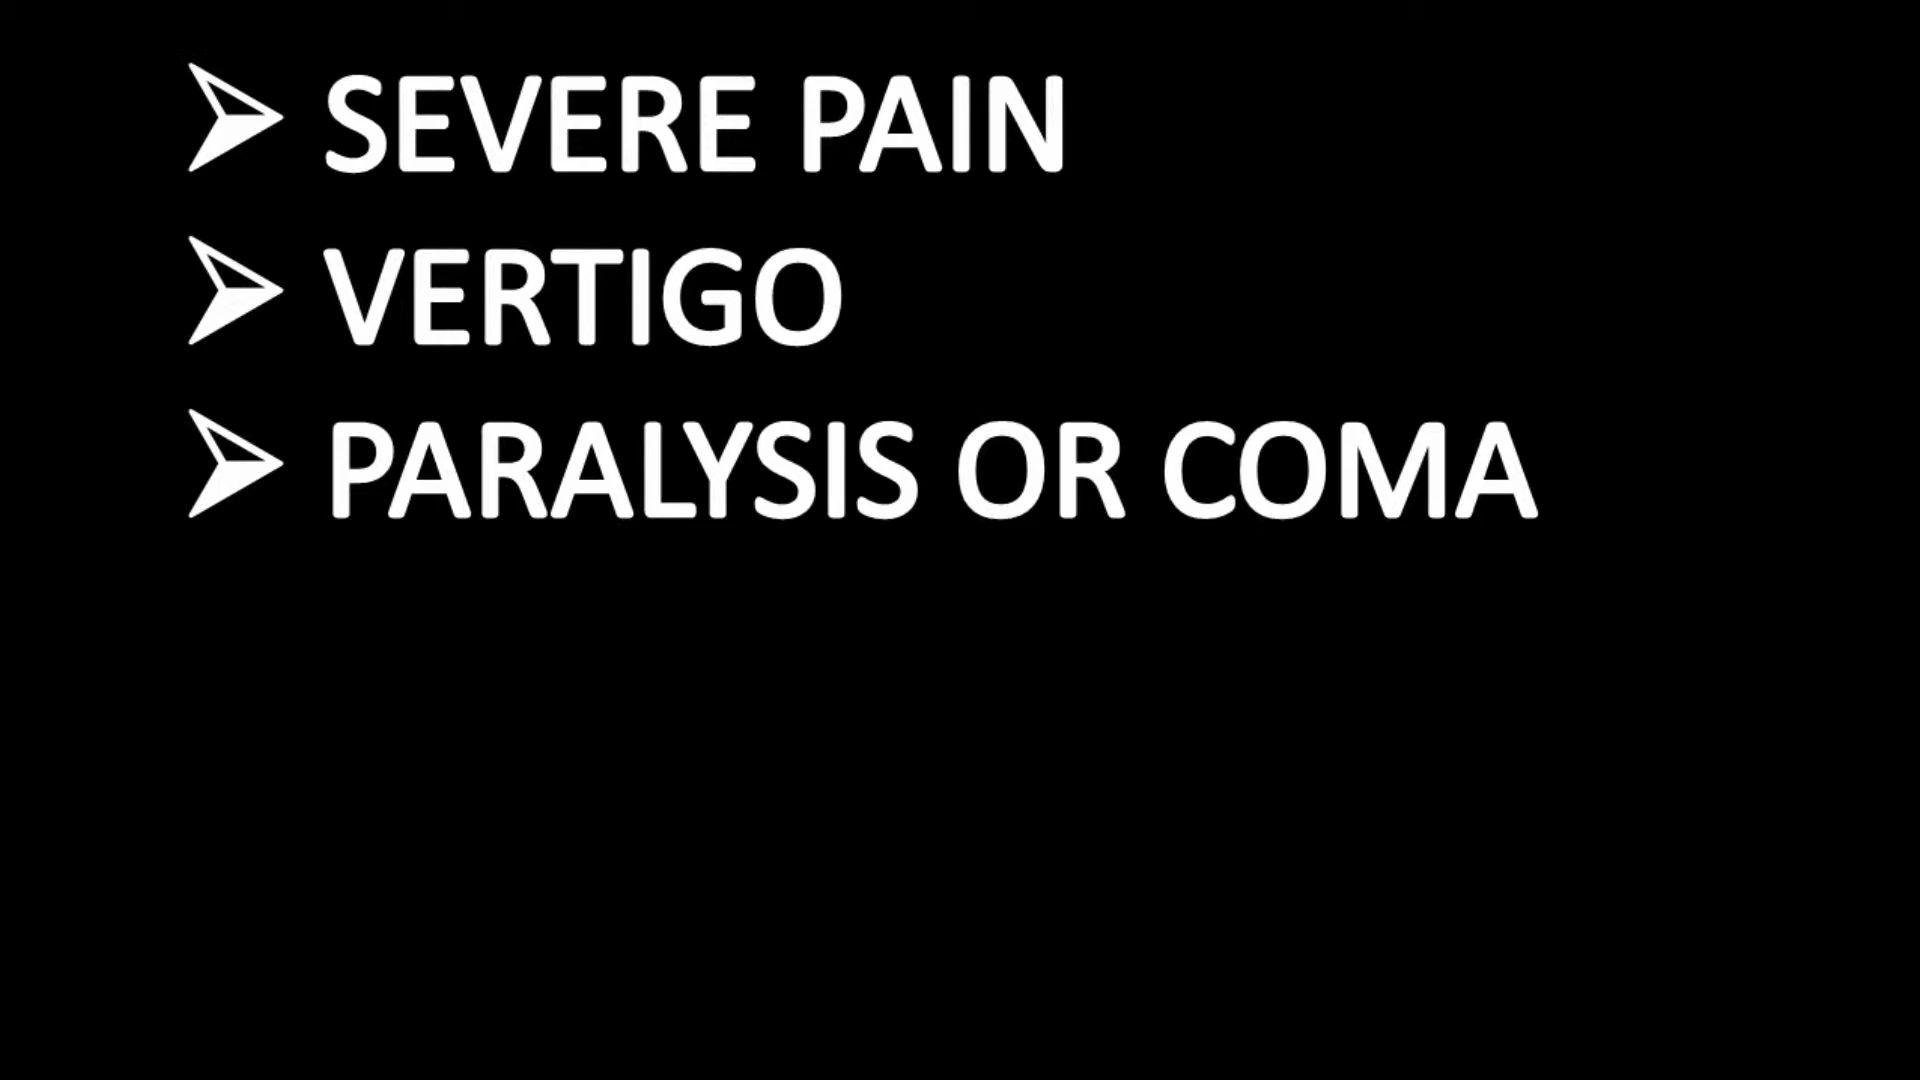 ➢ SEVERE PAIN
➢ VERTIGO
➢ PARALYSIS OR COMA